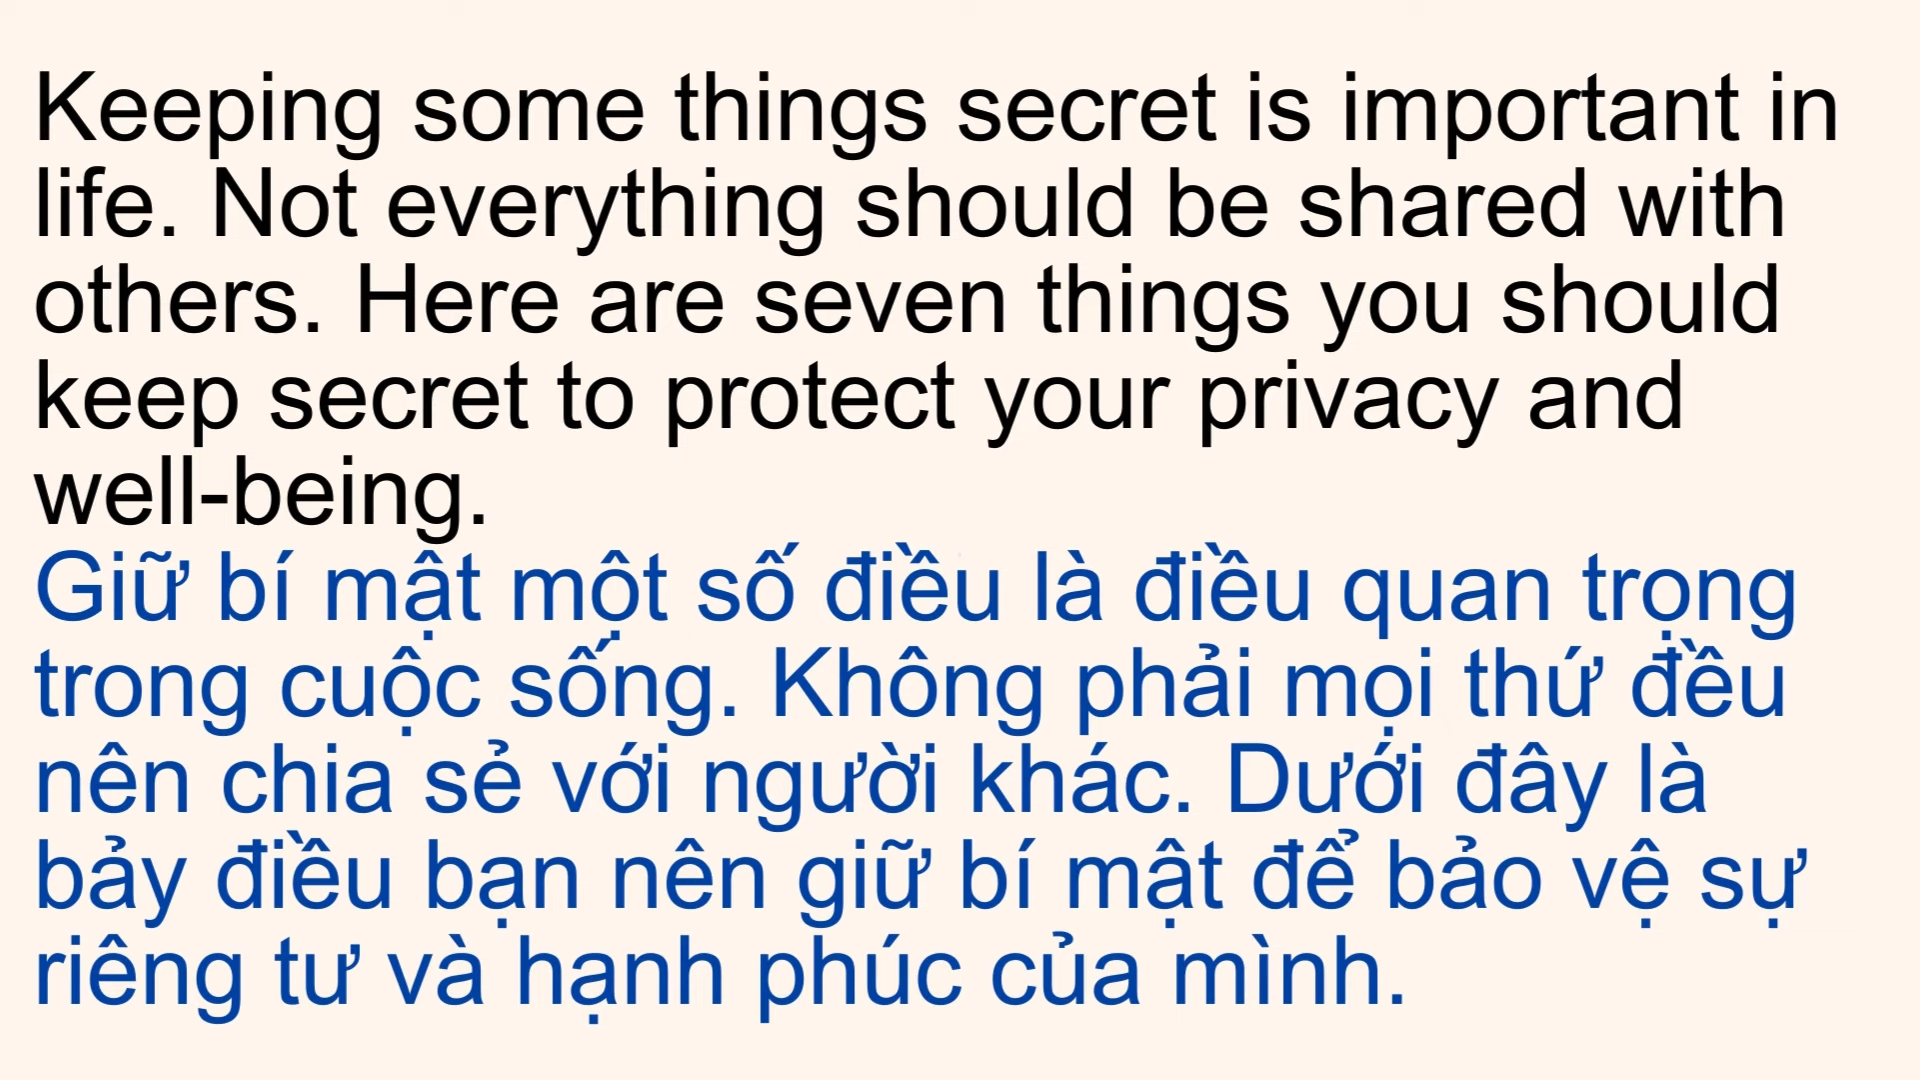 Keeping some things secret is important in
life. Not everything should be shared with
others. Here are seven things you should
keep secret to protect your privacy and
well-being.
Giữ bí mật một số điều là điều quan trọng
trong cuộc sống. Không phải mọi thứ đều
nên chia sẻ với người khác. Dưới đây là
bảy điều bạn nên giữ bí mật để bảo vệ sự
riêng tư và hạnh phúc của mình.